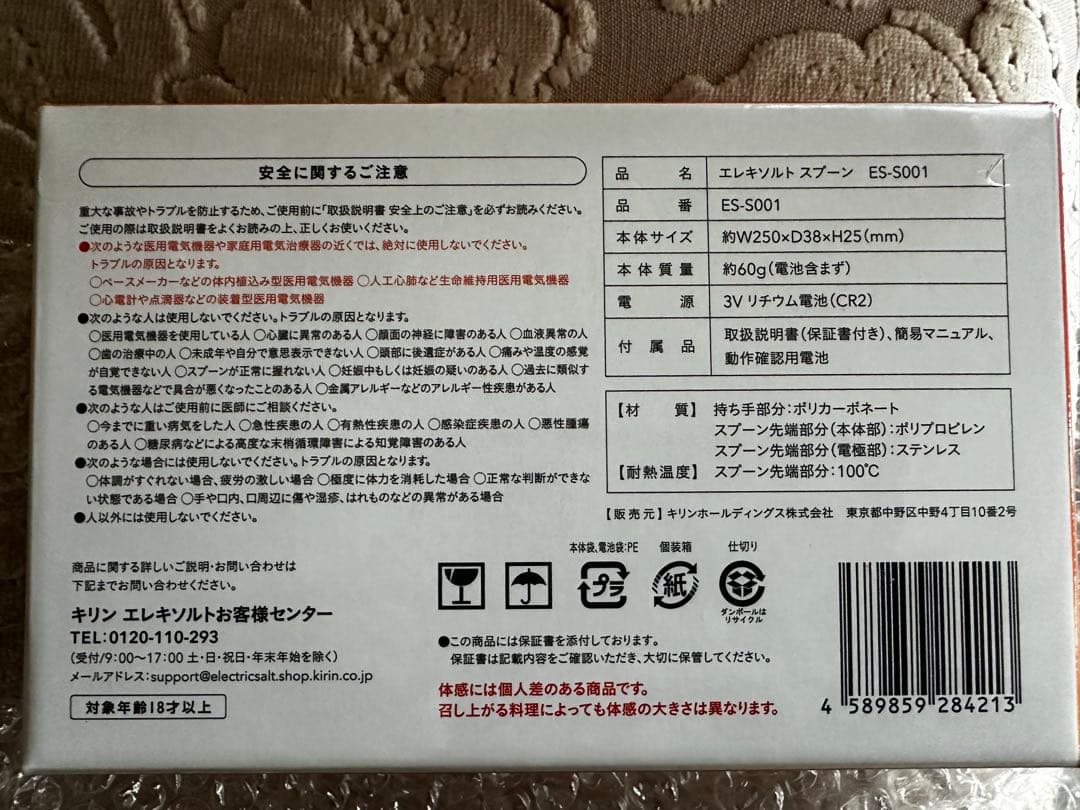 安全に関するご注意
重大な事故やトラブルを防止するため、ご使用前に「取扱説明書 安全上のご注意」を必ずお読みください。
ご使用の際は取扱説明書をよくお読みの上、正しくお使いください。
●次のような医用電気機器や家庭用電気治療器の近くでは、絶対に使用しないでください。
トラブルの原因となります。
○ペースメーカーなどの体内植込み型医用電気機器 ○人工心肺など生命維持用医用電気機器
○心電計や点滴器などの装着型医用電気機器
●次のような人は使用しないでください。トラブルの原因となります。
○医用電気機器を使用している人 ○心臓に異常のある人 ○顔面の神経に障害のある人 ○血液異常の人
○歯の治療中の人 ○未成年や自分で意思表示できない人 ○頭部に後遺症がある人 ○痛みや温度の感覚
が自覚できない人 ○スプーンが正常に握れない人 ○妊娠中もしくは妊娠の疑いのある人 ○過去に類似す
る電気機器などで具合が悪くなったことのある人 ○金属アレルギーなどのアレルギー性疾患がある人
●次のような人はご使用前に医師にご相談ください。
○今までに重い病気をした人 ○急性疾患の人 ○有熱性疾患の人 ○感染症疾患の人 ○悪性腫瘍
のある人 ○糖尿病などによる高度な末梢循環障害による知覚障害のある人
●次のような場合には使用しないでください。トラブルの原因となります。
○体調がすぐれない場合、疲労の激しい場合 ○極度に体力を消耗した場合 ○正常な判断ができな
い状態である場合 ○手や口内、口周辺に傷や湿疹、はれものなどの異常がある場合
●人以外には使用しないでください。
品名 エレキソルト スプーン ES-S001
品番 ES-S001
本体サイズ 約W250×D38×H25(mm)
本体質量 約60g(電池含まず)
電源 3V リチウム電池(CR2)
付属品 取扱説明書(保証書付き)、簡易マニュアル、
動作確認用電池
【材質】 持ち手部分:ポリカーボネート
スプーン先端部分(本体部):ポリプロピレン
スプーン先端部分(電極部):ステンレス
【耐熱温度】 スプーン先端部分:100℃
【販売元】キリンホールディングス株式会社 東京都中野区中野4丁目10番2号
商品に関する詳しいご説明・お問い合わせは
下記までお問い合わせください。
キリン エレキソルトお客様センター
TEL:0120-110-293
(受付/9:00〜17:00 土・日・祝日・年末年始を除く)
メールアドレス:support@electricsalt.shop.kirin.co.jp
対象年齢18才以上
本体袋、電池袋:PE 個装箱 仕切り
プラ 紙
ダンボールは
リサイクル
●この商品には保証書を添付しております。
保証書は記載内容をご確認いただき、大切に保管してください。
体感には個人差のある商品です。
召し上がる料理によっても体感の大きさは異なります。
4 589859 284213